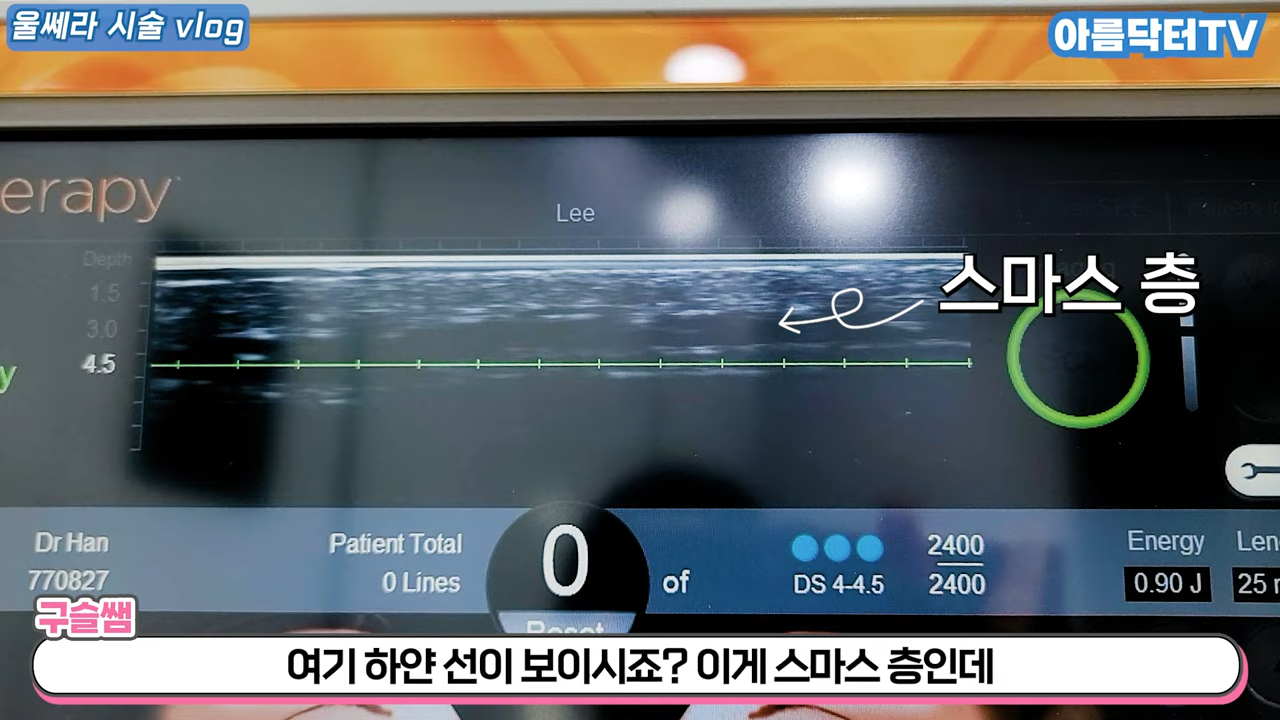 울쎄라 시술 vlog
아름닥터TV
erapy
Lee
Depth
1.5
3.0
4.5
스마스 층
y
Dr Han
770827
Patient Total
0 Lines
0
of
Reset
DS 4-4.5
2400
2400
Energy
0.90 J
Len
25 m
구슬쌤
여기 하얀 선이 보이시죠? 이게 스마스 층인데